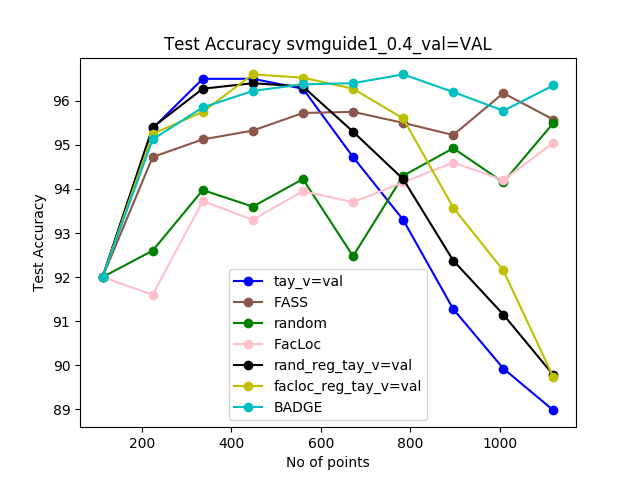 Test Accuracy svmguide1_0.4_val=VAL
Test Accuracy
96
95
94
93
92
91
90
89
tay_v=val
FASS
random
FacLoc
rand_reg_tay_v=val
facloc_reg_tay_v=val
BADGE
200 400 600 800 1000
No of points